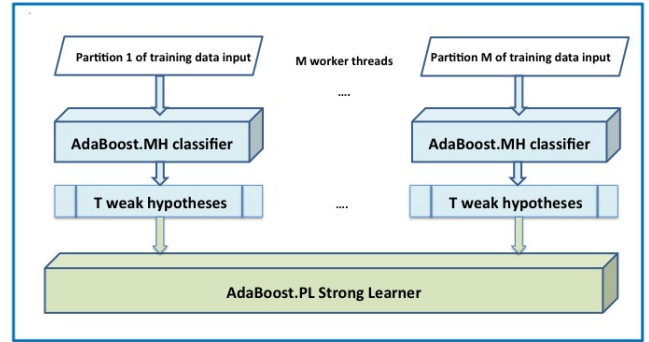 Partition 1 of training data input
M worker threads
Partition M of training data input
....
AdaBoost.MH classifier
AdaBoost.MH classifier
T weak hypotheses
....
T weak hypotheses
AdaBoost.PL Strong Learner